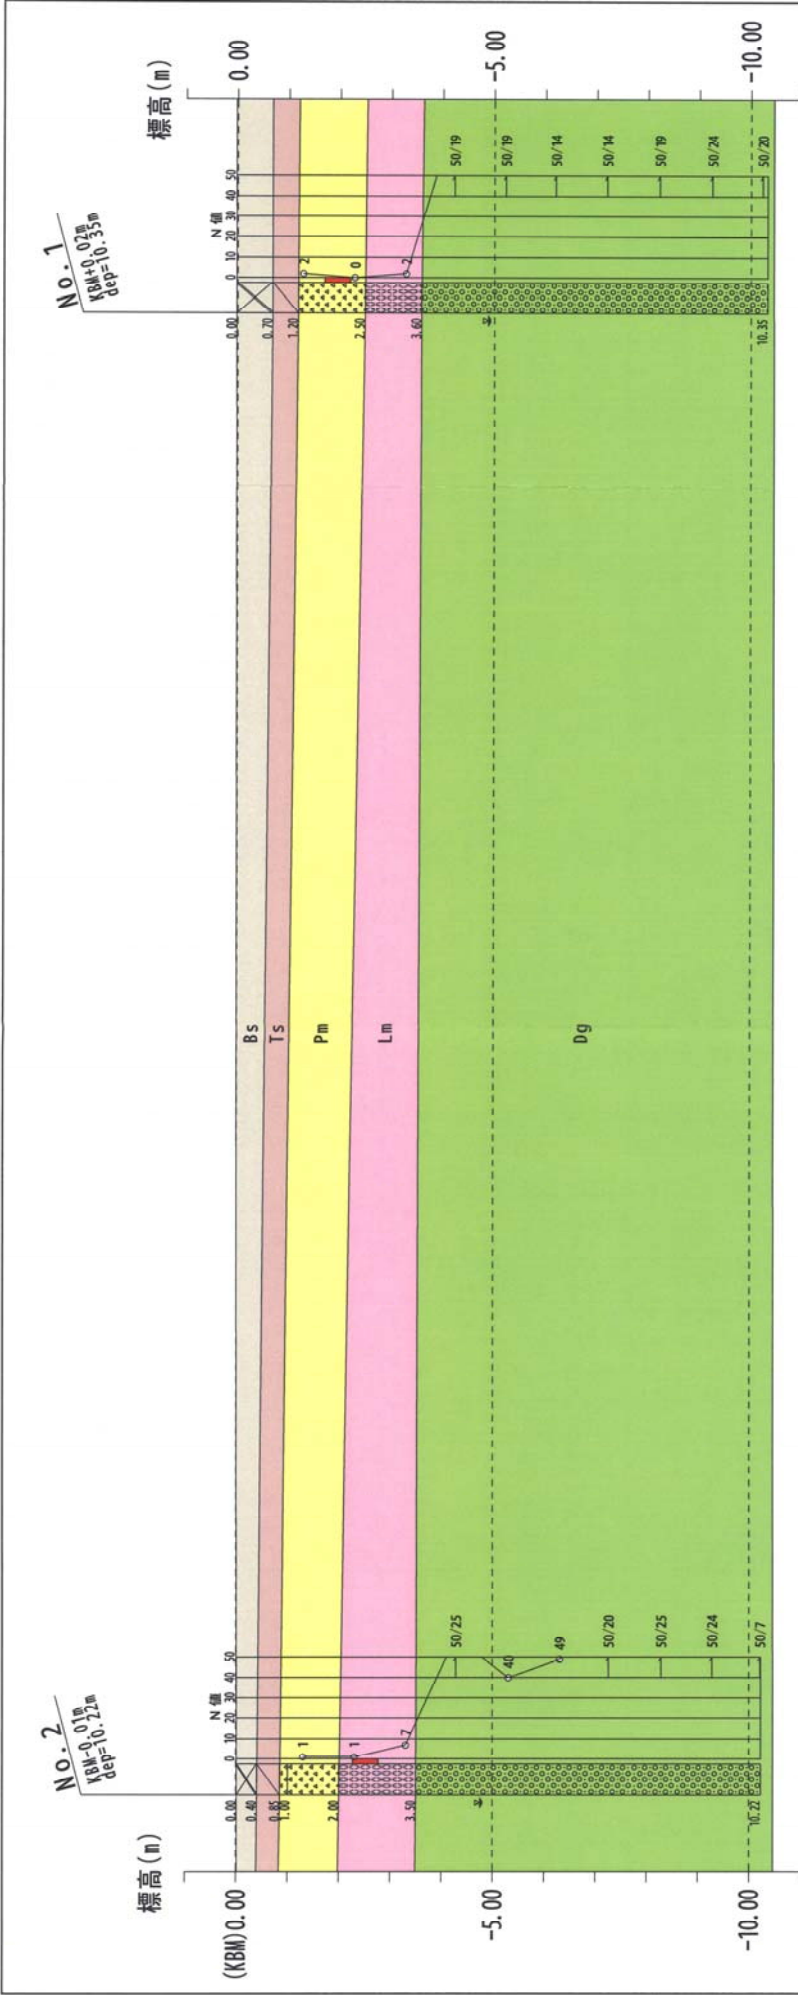 No. 2
KBM-0.01m
dep=10.22m
No. 1
KBM+0.02m
dep=10.35m
標高(m)
標高(m)
(KBM)0.00
-5.00
-10.00
0.00
-5.00
-10.00
N 値
0 10 20 30 40 50
0.00
0.40
0.85
1.00
2.00
3.50
10.22
1
1
7
50/25
40
49
50/20
50/25
50/24
50/7
Bs
Ts
Pm
Lm
Dg
N 値
0 10 20 30 40 50
0.00
0.70
1.20
2.50
3.60
10.35
2
0
2
50/19
50/19
50/14
50/14
50/19
50/24
50/20